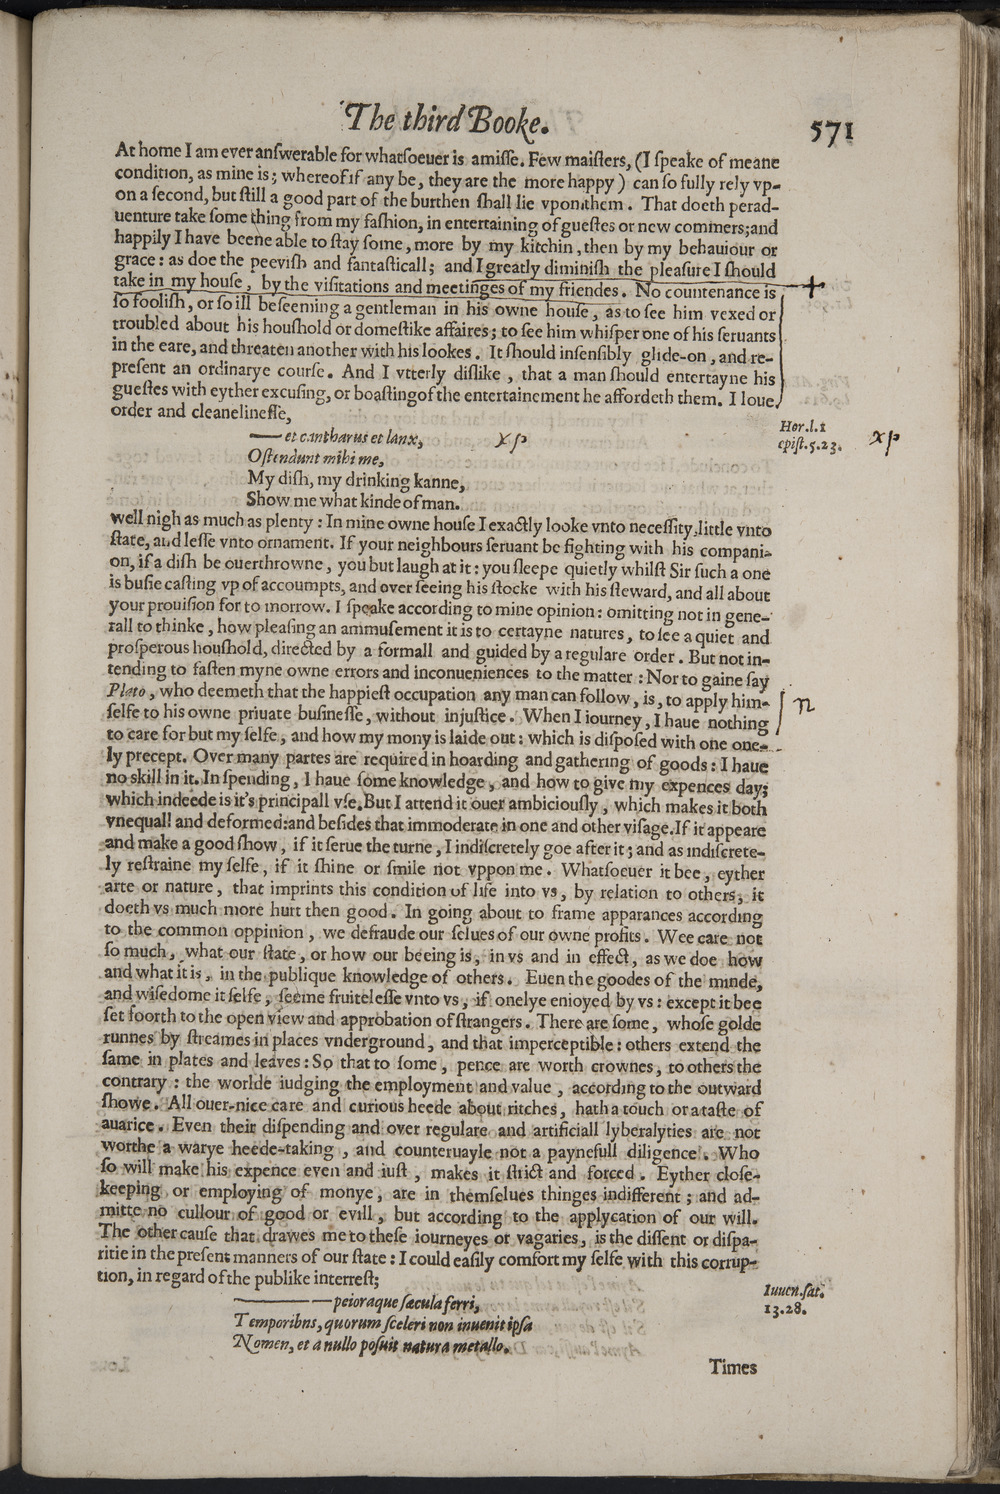 The third Booke.
571
At home I am ever anſwerable for whatſoeuer is amiſſe. Few maiſters, (I ſpeake of meane
condition, as mine is; whereof if any be, they are the more happy) can ſo fully rely vp-
on a ſecond, but ſtill a good part of the burthen ſhall lie vpon them. That doeth perad-
uenture take ſome thing from my faſhion, in entertaining of gueſtes or new commers; and
happily I have beene able to ſtay ſome, more by my kitchin, then by my behauiour or
grace: as doe the peeviſh and fantaſticall; and I greatly diminiſh the pleaſure I ſhould
take in my houſe, by the viſitations and meetinges of my friendes. No countenance is
ſo fooliſh, or ſo ill beſeeming a gentleman in his owne houſe, as to ſee him vexed or
troubled about his houſhold or domeſtike affaires; to ſee him whiſper one of his ſeruants
in the eare, and threaten another with his lookes. It ſhould inſenſibly glide-on, and re-
preſent an ordinarye courſe. And I vtterly diſlike, that a man ſhould entertayne his
gueſtes with eyther excuſing, or boaſting of the entertainement he affordeth them. I loue
order and cleanelineſſe,
—— et cantharus et lanx,
Oſtendunt mihi me,
My diſh, my drinking kanne,
Show me what kinde of man.
Hor. l. 1
epiſt. 5. 23.
well nigh as much as plenty: In mine owne houſe I exactly looke vnto neceſſity, little vnto
ſtate, and leſſe vnto ornament. If your neighbours ſeruant be fighting with his compani-
on, if a diſh be ouerthrowne, you but laugh at it: you ſleepe quietly whilſt Sir ſuch a one
is buſie caſting vp of accoumpts, and over ſeeing his ſtocke with his ſteward, and all about
your prouiſion for to morrow. I ſpeake according to mine opinion: omitting not in gene-
rall to thinke, how pleaſing an ammuſement it is to certayne natures, to ſee a quiet and
proſperous houſhold, directed by a formall and guided by a regulare order. But not in-
tending to faſten myne owne errors and inconueniences to the matter: Nor to gaine ſay
Plato, who deemeth that the happieſt occupation any man can follow, is, to apply him-
ſelfe to his owne priuate buſineſſe, without injuſtice. When I iourney, I haue nothing
to care for but my ſelfe, and how my mony is laide out: which is diſpoſed with one one-
ly precept. Over many partes are required in hoarding and gathering of goods: I haue
no skill in it. In ſpending, I haue ſome knowledge, and how to give my expences day;
which indeede is it's principall vſe. But I attend it ouer ambiciouſly, which makes it both
vnequall and deformed: and beſides that immoderate in one and other viſage. If it appeare
and make a good ſhow, if it ſerue the turne, I indiſcretely goe after it; and as indiſcrete-
ly reſtraine my ſelfe, if it ſhine or ſmile not vppon me. Whatſoeuer it bee, eyther
arte or nature, that imprints this condition of life into vs, by relation to others, it
doeth vs much more hurt then good. In going about to frame apparances according
to the common oppinion, we defraude our ſelues of our owne profits. Wee care not
ſo much, what our ſtate, or how our beeing is, in vs and in effect, as we doe how
and what it is, in the publique knowledge of others. Euen the goodes of the minde,
and wiſedome it ſelfe, ſeeme fruiteleſſe vnto vs, if onelye enioyed by vs: except it bee
ſet foorth to the open view and approbation of ſtrangers. There are ſome, whoſe golde
runnes by ſtreames in places vnderground, and that imperceptible: others extend the
ſame in plates and leaves: So that to ſome, pence are worth crownes, to others the
contrary: the worlde iudging the employment and value, according to the outward
ſhowe. All ouer-nice care and curious heede about ritches, hath a touch or a taſte of
auarice. Even their diſpending and over regulare and artificiall lyberalyties are not
worthe a warye heede-taking, and counteruayle not a paynefull diligence. Who
ſo will make his expence even and iuſt, makes it ſtrict and forced. Eyther cloſe-
keeping or employing of monye, are in themſelues thinges indifferent; and ad-
mitte no cullour of good or evill, but according to the applycation of our will.
The other cauſe that drawes me to theſe iourneyes or vagaries, is the diſſent or diſpa-
ritie in the preſent manners of our ſtate: I could eaſily comfort my ſelfe with this corrup-
tion, in regard of the publike interreſt;
—— peioraque ſæcula ferri,
Temporibns, quorum ſceleri non inuenit ipſa
Nomen, et a nullo poſuit natura metallo.
Iuuen. ſat.
13. 28.
Times